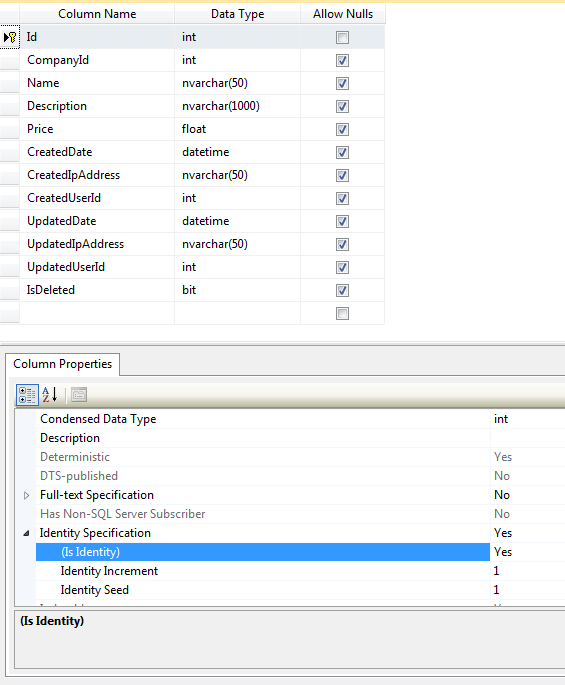 Column Name Data Type Allow Nulls
Id int
CompanyId int
Name nvarchar(50)
Description nvarchar(1000)
Price float
CreatedDate datetime
CreatedIpAddress nvarchar(50)
CreatedUserId int
UpdatedDate datetime
UpdatedIpAddress nvarchar(50)
UpdatedUserId int
IsDeleted bit
Column Properties
Condensed Data Type int
Description
Deterministic Yes
DTS-published No
Full-text Specification No
Has Non-SQL Server Subscriber No
Identity Specification Yes
(Is Identity) Yes
Identity Increment 1
Identity Seed 1
(Is Identity)